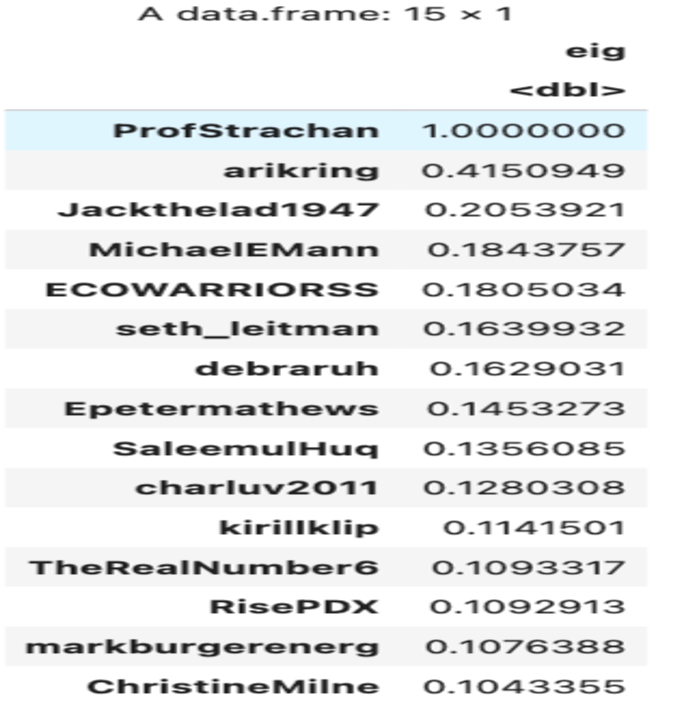 A data.frame: 15 × 1
eig
<dbl>
ProfStrachan 1.0000000
arikring 0.4150949
Jackthelad1947 0.2053921
MichaelEMann 0.1843757
ECOWARRIORSS 0.1805034
seth_leitman 0.1639932
debraruh 0.1629031
Epetermathews 0.1453273
SaleemulHuq 0.1356085
charluv2011 0.1280308
kirillklip 0.1141501
TheRealNumber6 0.1093317
RisePDX 0.1092913
markburgerenerg 0.1076388
ChristineMilne 0.1043355